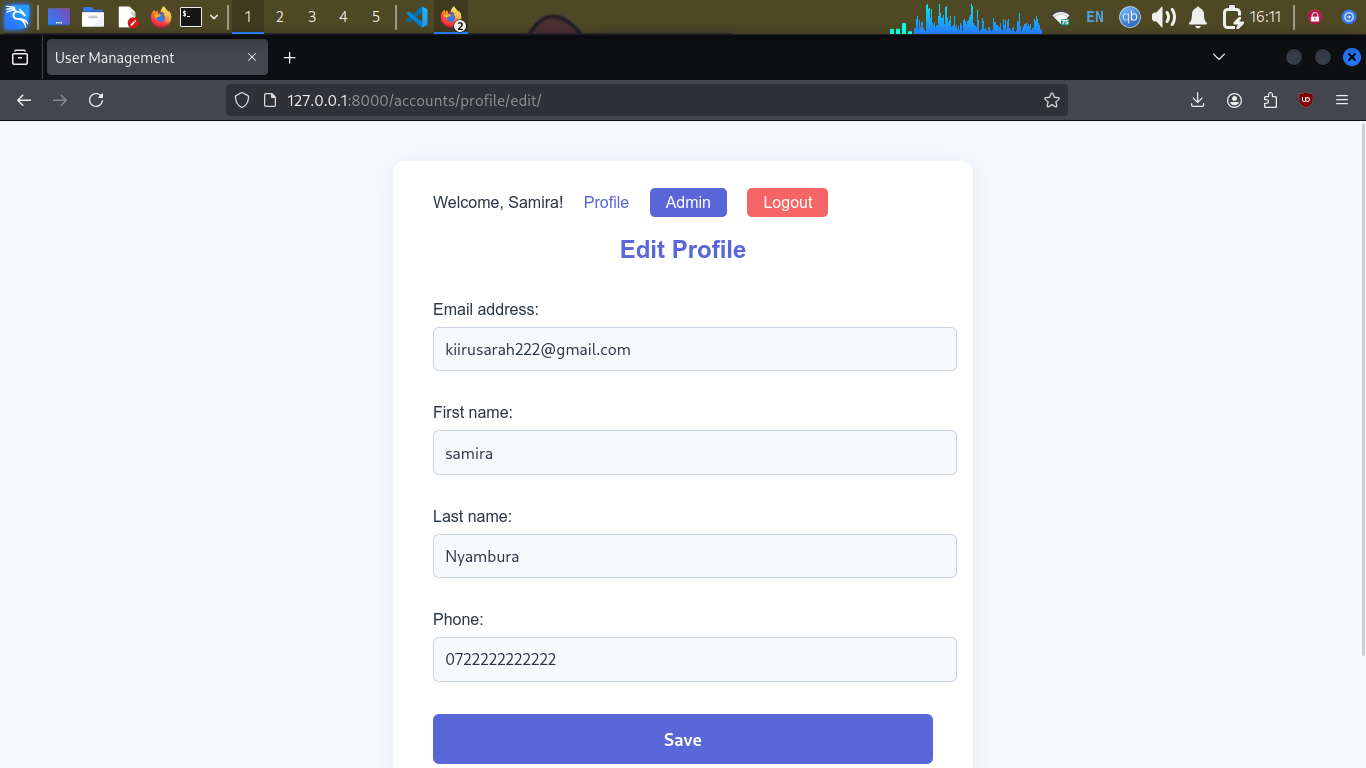 1 2 3 4 5 2 EN qb 16:11
User Management
127.0.0.1:8000/accounts/profile/edit/
Welcome, Samira! Profile Admin Logout
Edit Profile
Email address:
kiirusarah222@gmail.com
First name:
samira
Last name:
Nyambura
Phone:
0722222222222
Save